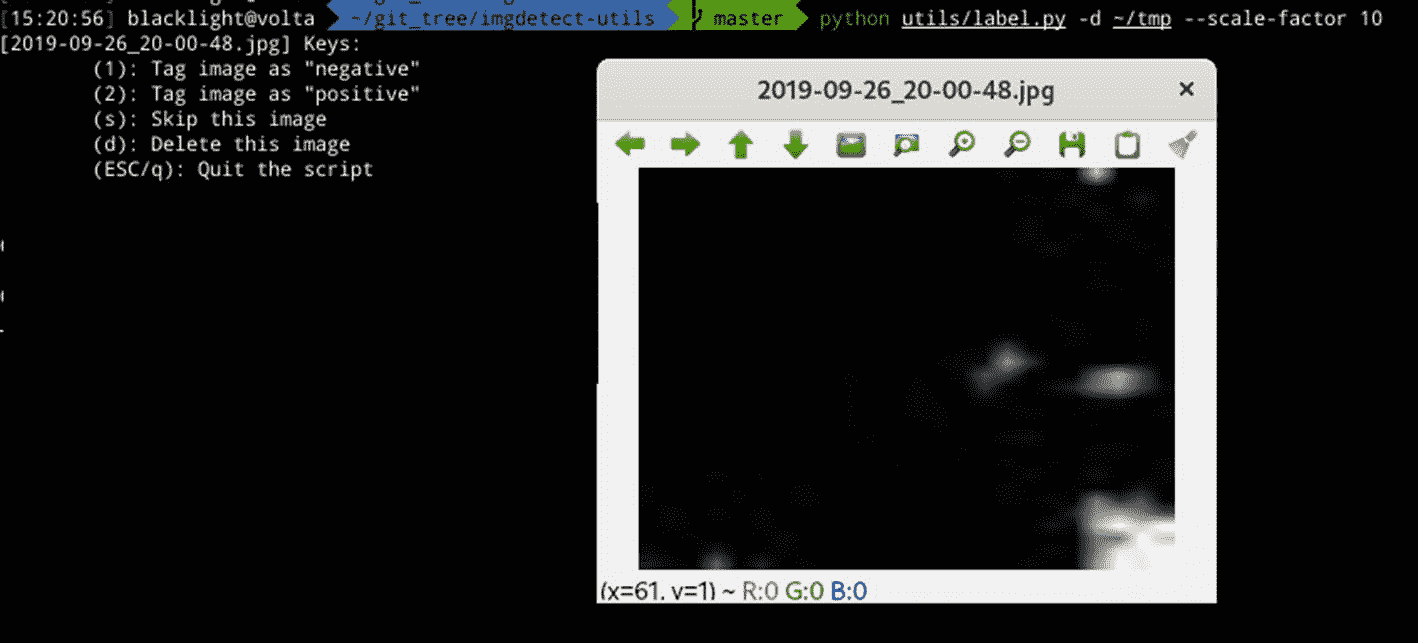 [15:20:56] blacklight@volta ~/git_tree/imgdetect-utils master python utils/label.py -d ~/tmp --scale-factor 10
[2019-09-26_20-00-48.jpg] Keys:
(1): Tag image as "negative"
(2): Tag image as "positive"
(s): Skip this image
(d): Delete this image
(ESC/q): Quit the script
2019-09-26_20-00-48.jpg
(x=61, y=1) ~ R:0 G:0 B:0